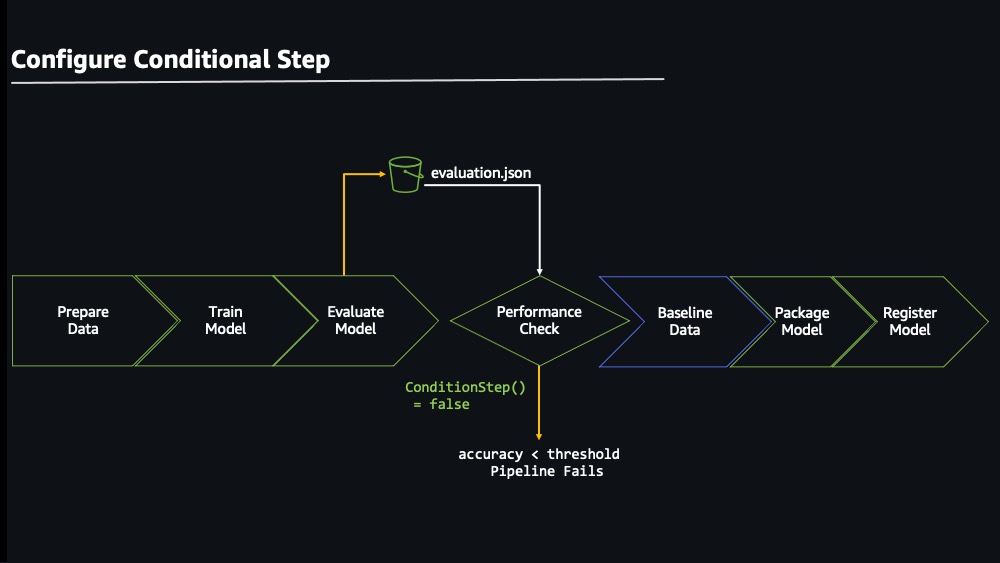 Configure Conditional Step
evaluation.json
Prepare
Data
Train
Model
Evaluate
Model
Performance
Check
Baseline
Data
Package
Model
Register
Model
ConditionStep()
= false
accuracy < threshold
Pipeline Fails